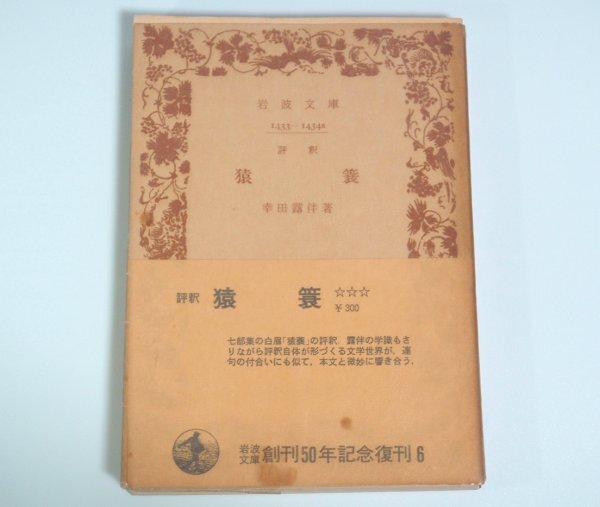 岩波文庫
1433—1434a
評釈
猿蓑
幸田露伴著
評釈 猿蓑 ☆☆☆
￥300
七部集の白眉「猿蓑」の評釈．露伴の学識もさ
りながら評釈自体が形づくる文学世界が，連
句の付合いにも似て，本文と微妙に響き合う．
岩波文庫 創刊50年記念復刊 6